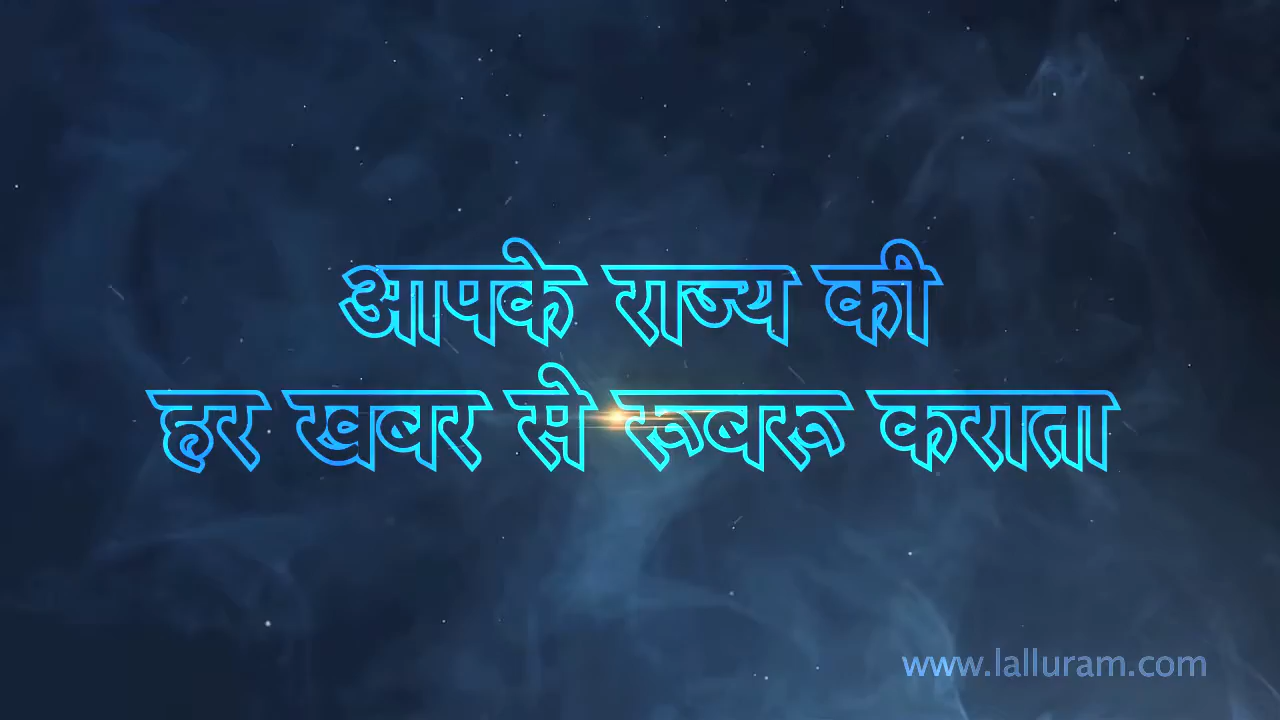 आपके राज्य की
हर खबर से रूबरू कराता
www.lalluram.com